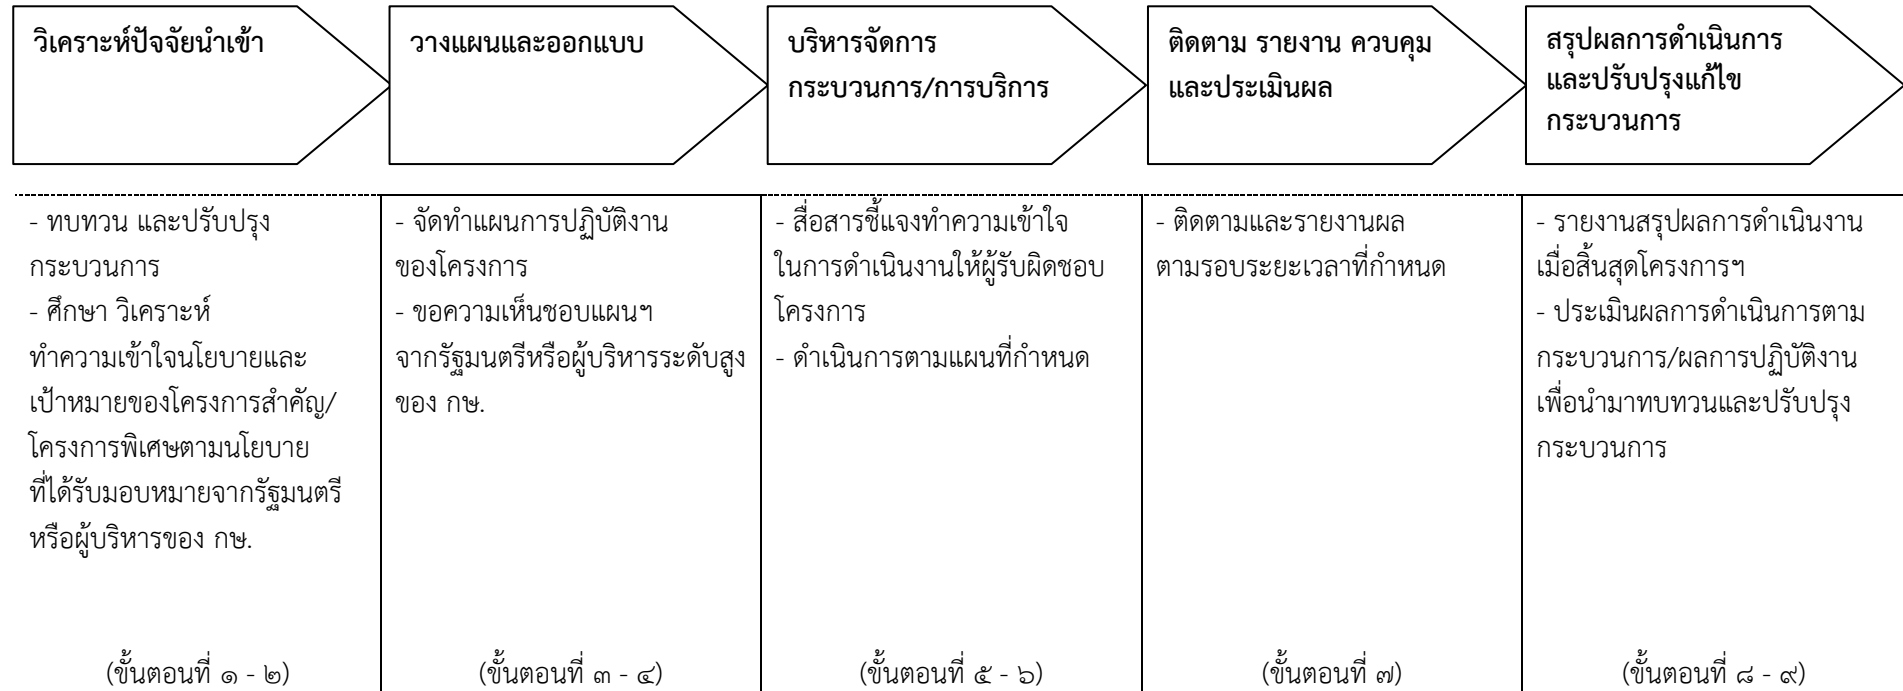 วิเคราะห์ปัจจัยนำเข้า
วางแผนและออกแบบ
บริหารจัดการ
กระบวนการ/การบริการ
ติดตาม รายงาน ควบคุม
และประเมินผล
สรุปผลการดำเนินการ
และปรับปรุงแก้ไข
กระบวนการ
- ทบทวน และปรับปรุง
กระบวนการ
- ศึกษา วิเคราะห์
ทำความเข้าใจนโยบายและ
เป้าหมายของโครงการสำคัญ/
โครงการพิเศษตามนโยบาย
ที่ได้รับมอบหมายจากรัฐมนตรี
หรือผู้บริหารของ กษ.
(ขั้นตอนที่ ๑ - ๒)
- จัดทำแผนการปฏิบัติงาน
ของโครงการ
- ขอความเห็นชอบแผนฯ
จากรัฐมนตรีหรือผู้บริหารระดับสูง
ของ กษ.
(ขั้นตอนที่ ๓ - ๔)
- สื่อสารชี้แจงทำความเข้าใจ
ในการดำเนินงานให้ผู้รับผิดชอบ
โครงการ
- ดำเนินการตามแผนที่กำหนด
(ขั้นตอนที่ ๕ - ๖)
- ติดตามและรายงานผล
ตามรอบระยะเวลาที่กำหนด
(ขั้นตอนที่ ๗)
- รายงานสรุปผลการดำเนินงาน
เมื่อสิ้นสุดโครงการฯ
- ประเมินผลการดำเนินการตาม
กระบวนการ/ผลการปฏิบัติงาน
เพื่อนำมาทบทวนและปรับปรุง
กระบวนการ
(ขั้นตอนที่ ๘ - ๙)